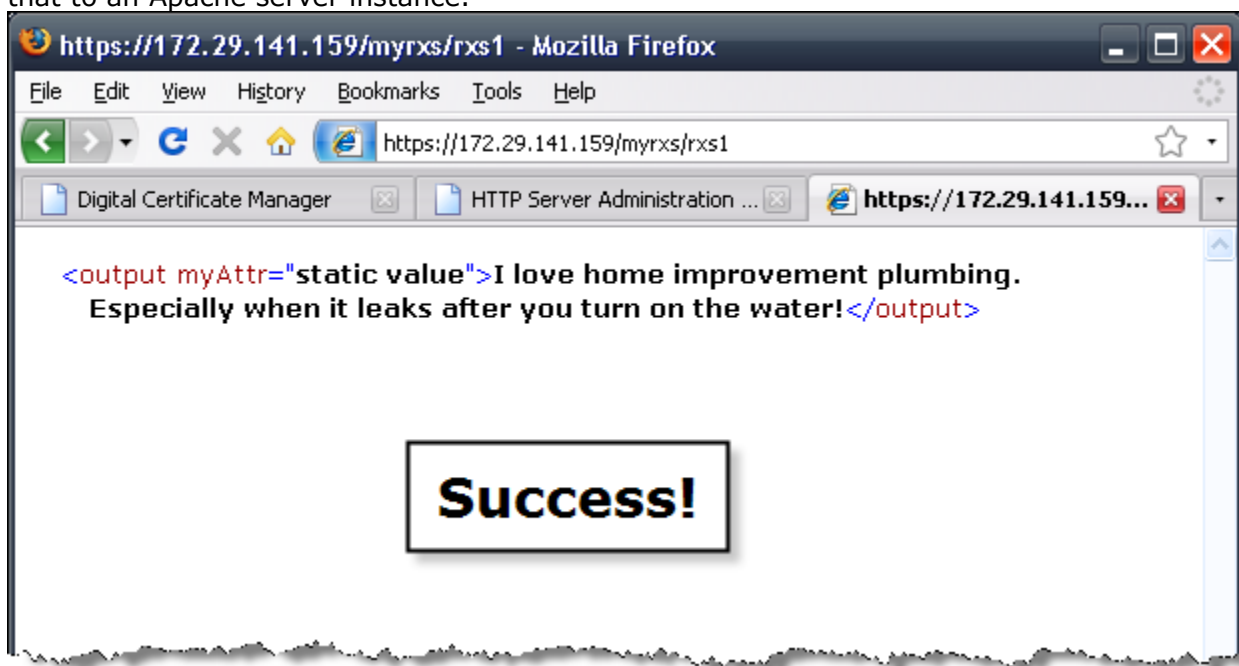 that to an Apache server instance.
https://172.29.141.159/myrxs/rxs1 - Mozilla Firefox
File Edit View History Bookmarks Tools Help
https://172.29.141.159/myrxs/rxs1
Digital Certificate Manager HTTP Server Administration ... https://172.29.141.159...
<output myAttr="static value">I love home improvement plumbing.
Especially when it leaks after you turn on the water!</output>
Success!